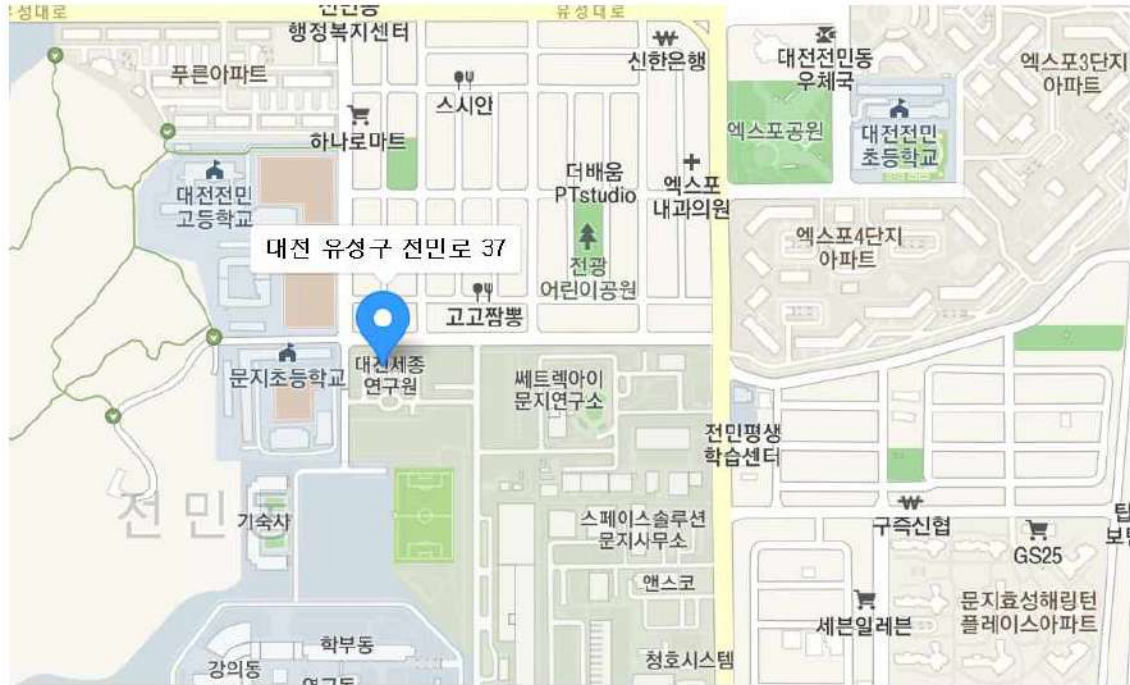 유성대로
행정복지센터
푸른아파트
신한은행
대전전민동
우체국
엑스포3단지
아파트
스시안
하나로마트
엑스포공원
대전전민
초등학교
대전전민
고등학교
더배움
PTstudio
엑스포
내과의원
대전 유성구 전민로 37
전광
어린이공원
엑스포4단지
아파트
고고짬뽕
문지초등학교
대전세종
연구원
쎄트렉아이
문지연구소
전민평생
학습센터
전민동
기숙사
스페이스솔루션
문지사무소
구즉신협
GS25
앤스코
세븐일레븐
문지효성해링턴
플레이스아파트
학부동
강의동
청호시스템